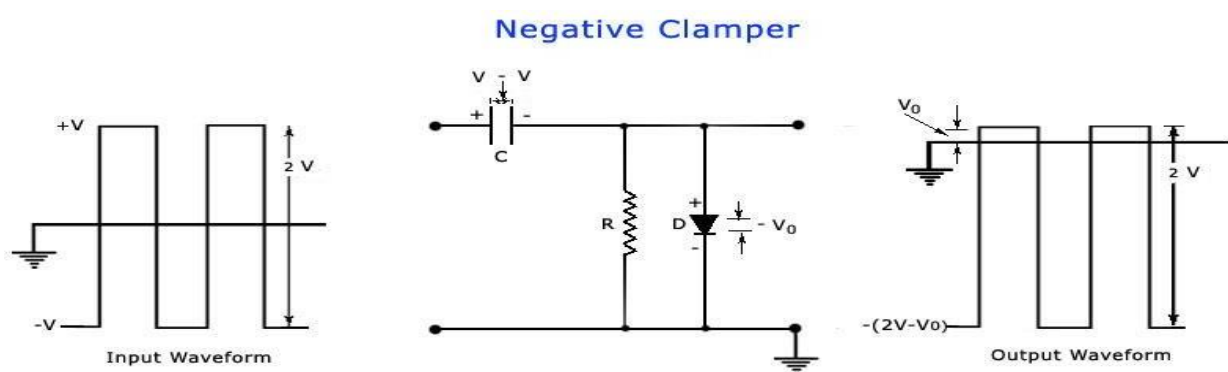 Negative Clamper
V - V
+ -
C
+V
2 V
-V
Input Waveform
R
D
+
-
- V₀
V₀
2 V
-(2V-V₀)
Output Waveform